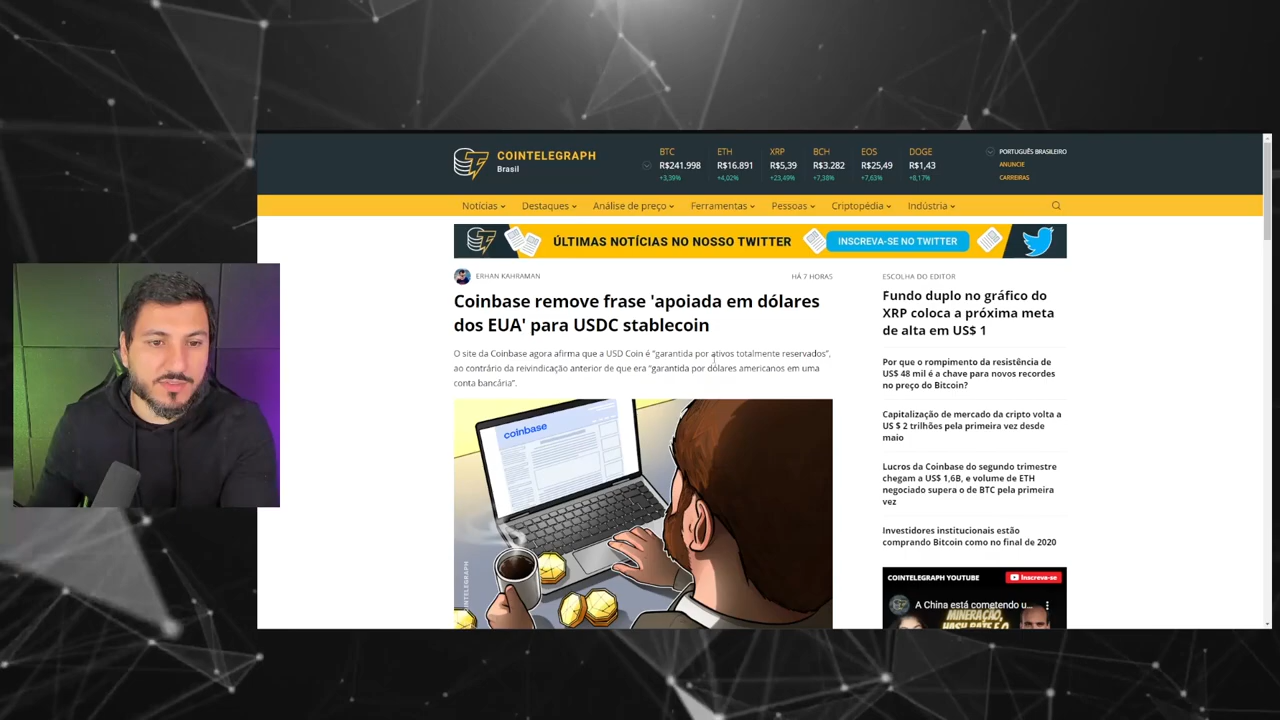 COINTELEGRAPH
Brasil
BTC ETH XRP BCH EOS DOGE
R$241.998 R$16.891 R$5,39 R$3.282 R$25,49 R$1,43
+3,39% +4,02% +23,49% +7,38% +7,63% +8,17%
PORTUGUÊS BRASILEIRO
ANUNCIE
CARREIRAS
Notícias Destaques Análise de preço Ferramentas Pessoas Criptopédia Indústria
ÚLTIMAS NOTÍCIAS NO NOSSO TWITTER INSCREVA-SE NO TWITTER
ERHAN KAHRAMAN HÁ 7 HORAS
Coinbase remove frase 'apoiada em dólares
dos EUA' para USDC stablecoin
O site da Coinbase agora afirma que a USD Coin é “garantida por ativos totalmente reservados”,
ao contrário da reivindicação anterior de que era “garantida por dólares americanos em uma
conta bancária”.
coinbase
COINTELEGRAPH
ESCOLHA DO EDITOR
Fundo duplo no gráfico do
XRP coloca a próxima meta
de alta em US$ 1
Por que o rompimento da resistência de
US$ 48 mil é a chave para novos recordes
no preço do Bitcoin?
Capitalização de mercado da cripto volta a
US $ 2 trilhões pela primeira vez desde
maio
Lucros da Coinbase do segundo trimestre
chegam a US$ 1,6B, e volume de ETH
negociado supera o de BTC pela primeira
vez
Investidores institucionais estão
comprando Bitcoin como no final de 2020
COINTELEGRAPH YOUTUBE Inscreva-se
A China está cometendo u...
MINERAÇÃO,
HASH RATE E O